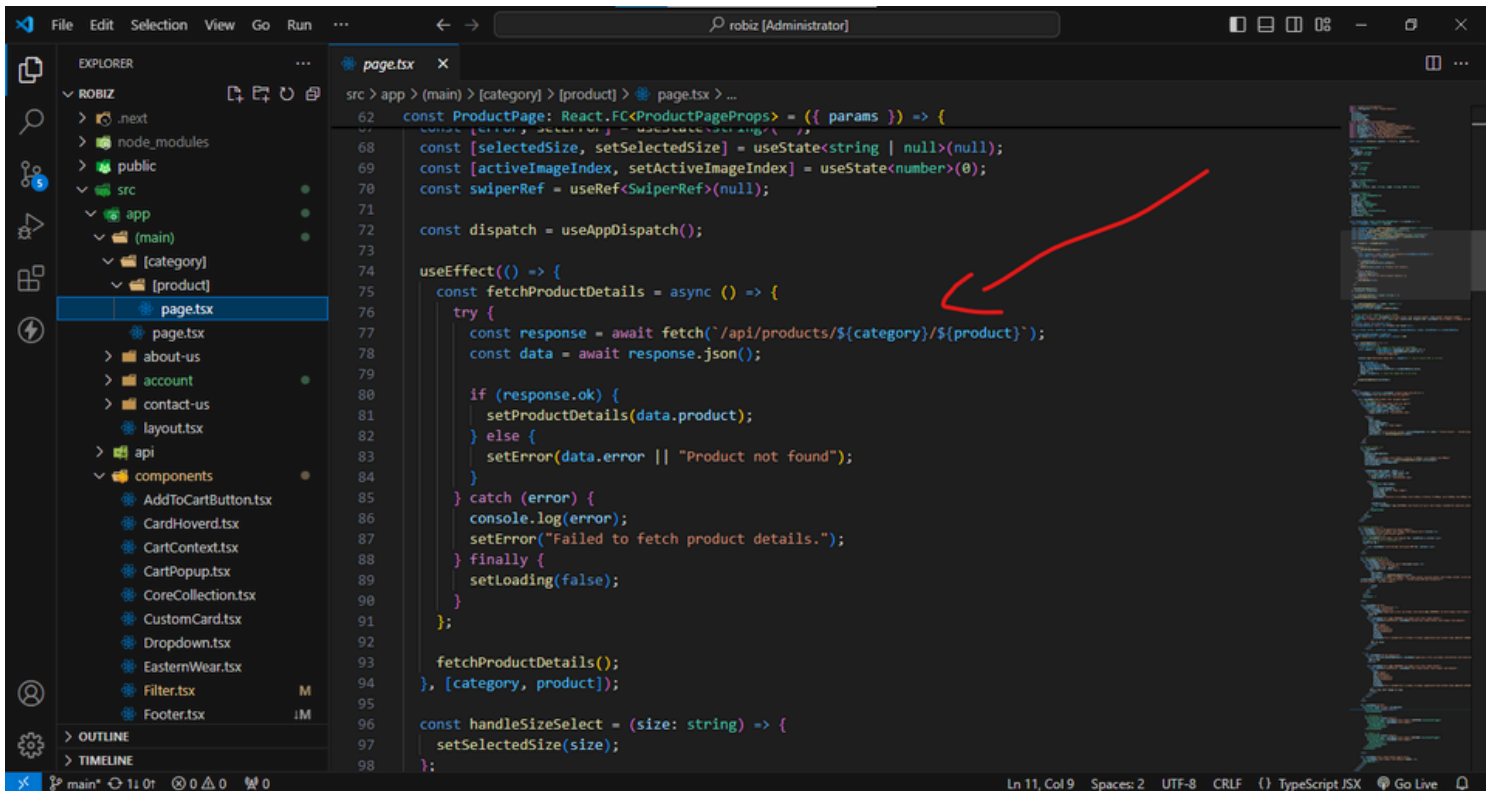 File Edit Selection View Go Run ... robiz [Administrator]
EXPLORER
page.tsx
ROBIZ
src > app > (main) > [category] > [product] > page.tsx > ...
.next
node_modules
public
src
app
(main)
[category]
[product]
page.tsx
page.tsx
about-us
account
contact-us
layout.tsx
api
components
AddToCartButton.tsx
CardHoverd.tsx
CartContext.tsx
CartPopup.tsx
CoreCollection.tsx
CustomCard.tsx
Dropdown.tsx
EasternWear.tsx
Filter.tsx M
Footer.tsx ↓M
OUTLINE
TIMELINE
5
62 const ProductPage: React.FC<ProductPageProps> = ({ params }) => {
68 const [selectedSize, setSelectedSize] = useState<string | null>(null);
69 const [activeImageIndex, setActiveImageIndex] = useState<number>(0);
70 const swiperRef = useRef<SwiperRef>(null);
71
72 const dispatch = useAppDispatch();
73
74 useEffect(() => {
75 const fetchProductDetails = async () => {
76 try {
77 const response = await fetch(`/api/products/${category}/${product}`);
78 const data = await response.json();
79
80 if (response.ok) {
81 setProductDetails(data.product);
82 } else {
83 setError(data.error || "Product not found");
84 }
85 } catch (error) {
86 console.log(error);
87 setError("Failed to fetch product details.");
88 } finally {
89 setLoading(false);
90 }
91 };
92
93 fetchProductDetails();
94 }, [category, product]);
95
96 const handleSizeSelect = (size: string) => {
97 setSelectedSize(size);
98 };
main* 1↓ 0↑ 0 0 0 Ln 11, Col 9 Spaces: 2 UTF-8 CRLF {} TypeScript JSX Go Live